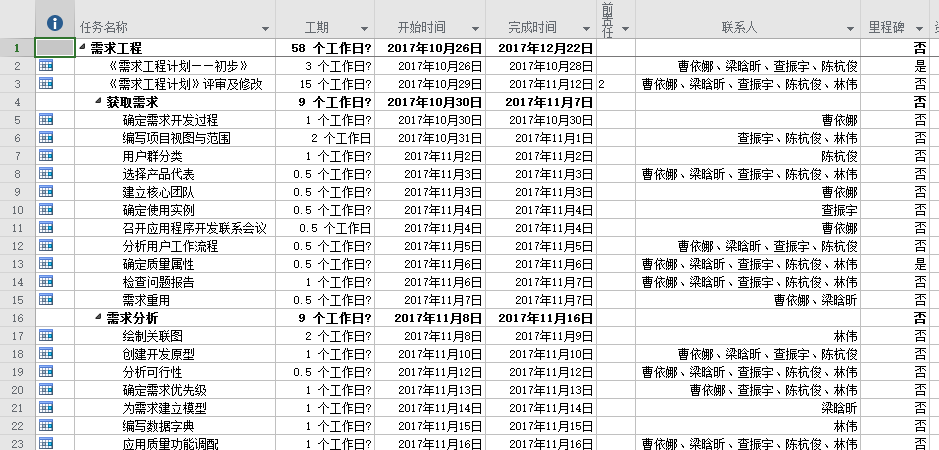 任务名称 工期 开始时间 完成时间 前置任 联系人 里程碑
1 需求工程 58 个工作日? 2017年10月26日 2017年12月22日 否
2 《需求工程计划——初步》 3 个工作日? 2017年10月26日 2017年10月28日 曹依娜、梁晗昕、查振宇、陈杭俊 是
3 《需求工程计划》评审及修改 15 个工作日? 2017年10月29日 2017年11月12日 2 曹依娜、梁晗昕、查振宇、陈杭俊、林伟 否
4 获取需求 9 个工作日? 2017年10月30日 2017年11月7日 否
5 确定需求开发过程 1 个工作日? 2017年10月30日 2017年10月30日 曹依娜 否
6 编写项目视图与范围 2 个工作日 2017年10月31日 2017年11月1日 查振宇、陈杭俊、林伟 否
7 用户群分类 1 个工作日? 2017年11月2日 2017年11月2日 陈杭俊 否
8 选择产品代表 0.5 个工作日? 2017年11月3日 2017年11月3日 曹依娜、梁晗昕、查振宇、陈杭俊、林伟 否
9 建立核心团队 0.5 个工作日? 2017年11月3日 2017年11月3日 曹依娜 否
10 确定使用实例 0.5 个工作日? 2017年11月4日 2017年11月4日 查振宇 否
11 召开应用程序开发联系会议 0.5 个工作日 2017年11月4日 2017年11月4日 曹依娜 否
12 分析用户工作流程 0.5 个工作日? 2017年11月5日 2017年11月5日 曹依娜、梁晗昕、查振宇、陈杭俊 否
13 确定质量属性 0.5 个工作日? 2017年11月6日 2017年11月6日 曹依娜、梁晗昕、查振宇、陈杭俊、林伟 是
14 检查问题报告 1 个工作日? 2017年11月6日 2017年11月6日 曹依娜、梁晗昕、查振宇、陈杭俊、林伟 否
15 需求重用 0.5 个工作日? 2017年11月7日 2017年11月7日 曹依娜、梁晗昕 否
16 需求分析 9 个工作日? 2017年11月8日 2017年11月16日 否
17 绘制关联图 2 个工作日? 2017年11月8日 2017年11月9日 林伟 否
18 创建开发原型 1 个工作日? 2017年11月10日 2017年11月10日 曹依娜、梁晗昕、查振宇、陈杭俊 否
19 分析可行性 0.5 个工作日? 2017年11月12日 2017年11月12日 曹依娜、梁晗昕、查振宇、陈杭俊、林伟 否
20 确定需求优先级 1 个工作日? 2017年11月13日 2017年11月13日 曹依娜、查振宇、陈杭俊、林伟 否
21 为需求建立模型 1 个工作日? 2017年11月14日 2017年11月14日 梁晗昕 否
22 编写数据字典 1 个工作日? 2017年11月15日 2017年11月15日 林伟 否
23 应用质量功能调配 1 个工作日? 2017年11月16日 2017年11月16日 曹依娜、梁晗昕、查振宇、陈杭俊、林伟 否